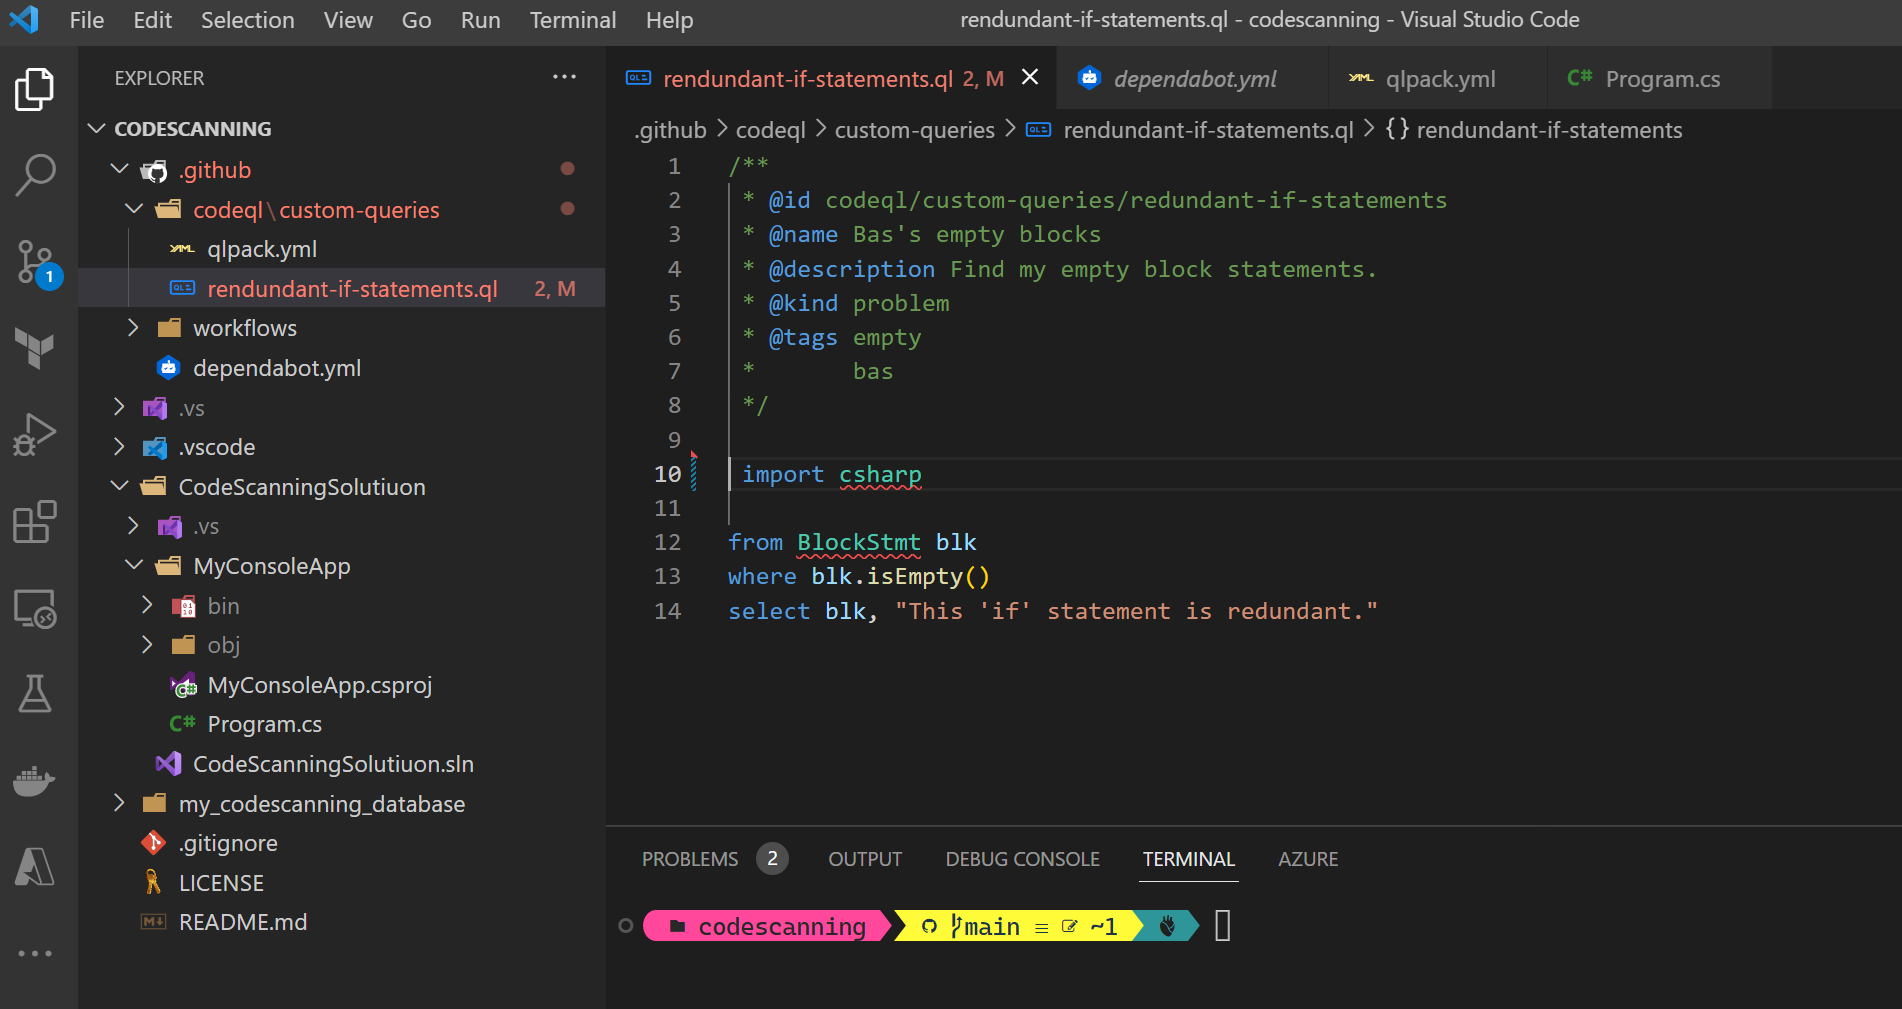 File Edit Selection View Go Run Terminal Help
rendundant-if-statements.ql - codescanning - Visual Studio Code
EXPLORER ···
CODESCANNING
.github
codeql\custom-queries
qlpack.yml
rendundant-if-statements.ql 2, M
workflows
dependabot.yml
.vs
.vscode
CodeScanningSolutiuon
.vs
MyConsoleApp
bin
obj
MyConsoleApp.csproj
C# Program.cs
CodeScanningSolutiuon.sln
my_codescanning_database
.gitignore
LICENSE
README.md
1
rendundant-if-statements.ql 2, M
dependabot.yml
qlpack.yml
C# Program.cs
.github > codeql > custom-queries > rendundant-if-statements.ql > {} rendundant-if-statements
1 /**
2 * @id codeql/custom-queries/redundant-if-statements
3 * @name Bas's empty blocks
4 * @description Find my empty block statements.
5 * @kind problem
6 * @tags empty
7 * bas
8 */
9
10 import csharp
11
12 from BlockStmt blk
13 where blk.isEmpty()
14 select blk, "This 'if' statement is redundant."
PROBLEMS 2 OUTPUT DEBUG CONSOLE TERMINAL AZURE
codescanning main ≡ ~1